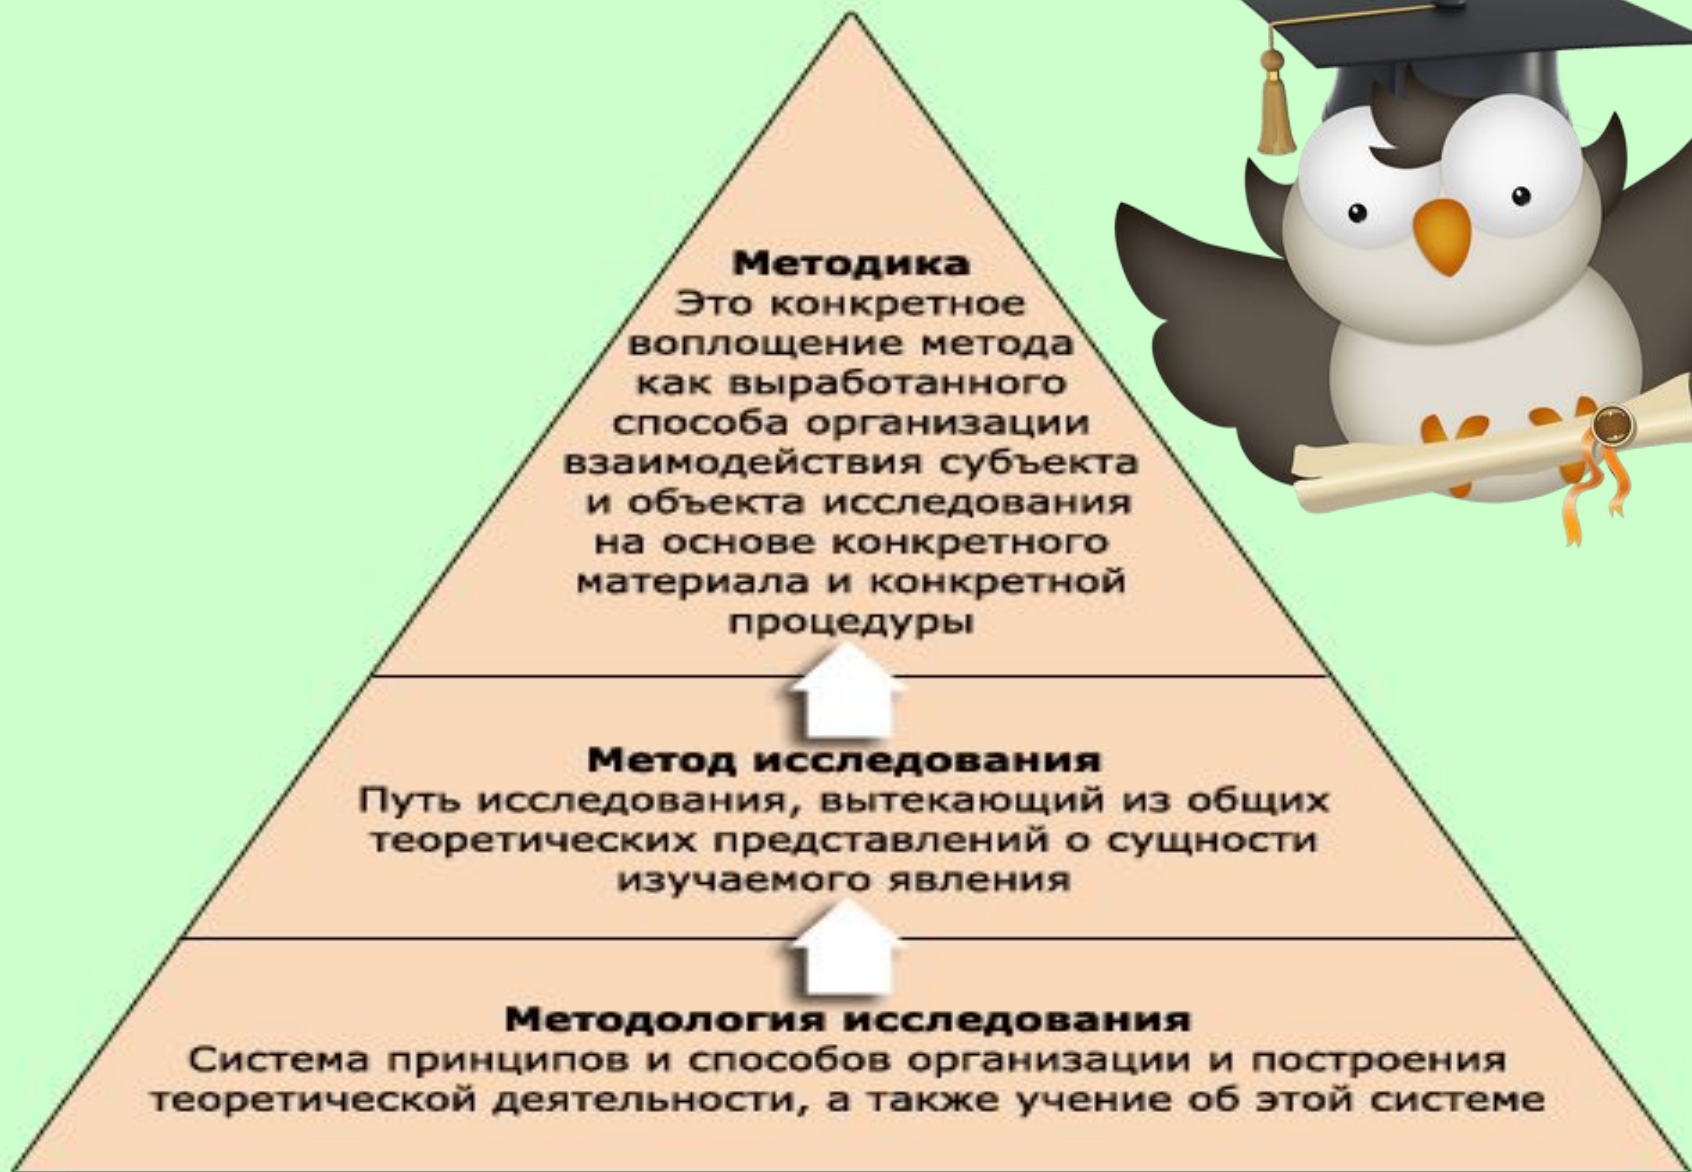 Методика
Это конкретное
воплощение метода
как выработанного
способа организации
взаимодействия субъекта
и объекта исследования
на основе конкретного
материала и конкретной
процедуры
Метод исследования
Путь исследования, вытекающий из общих
теоретических представлений о сущности
изучаемого явления
Методология исследования
Система принципов и способов организации и построения
теоретической деятельности, а также учение об этой системе